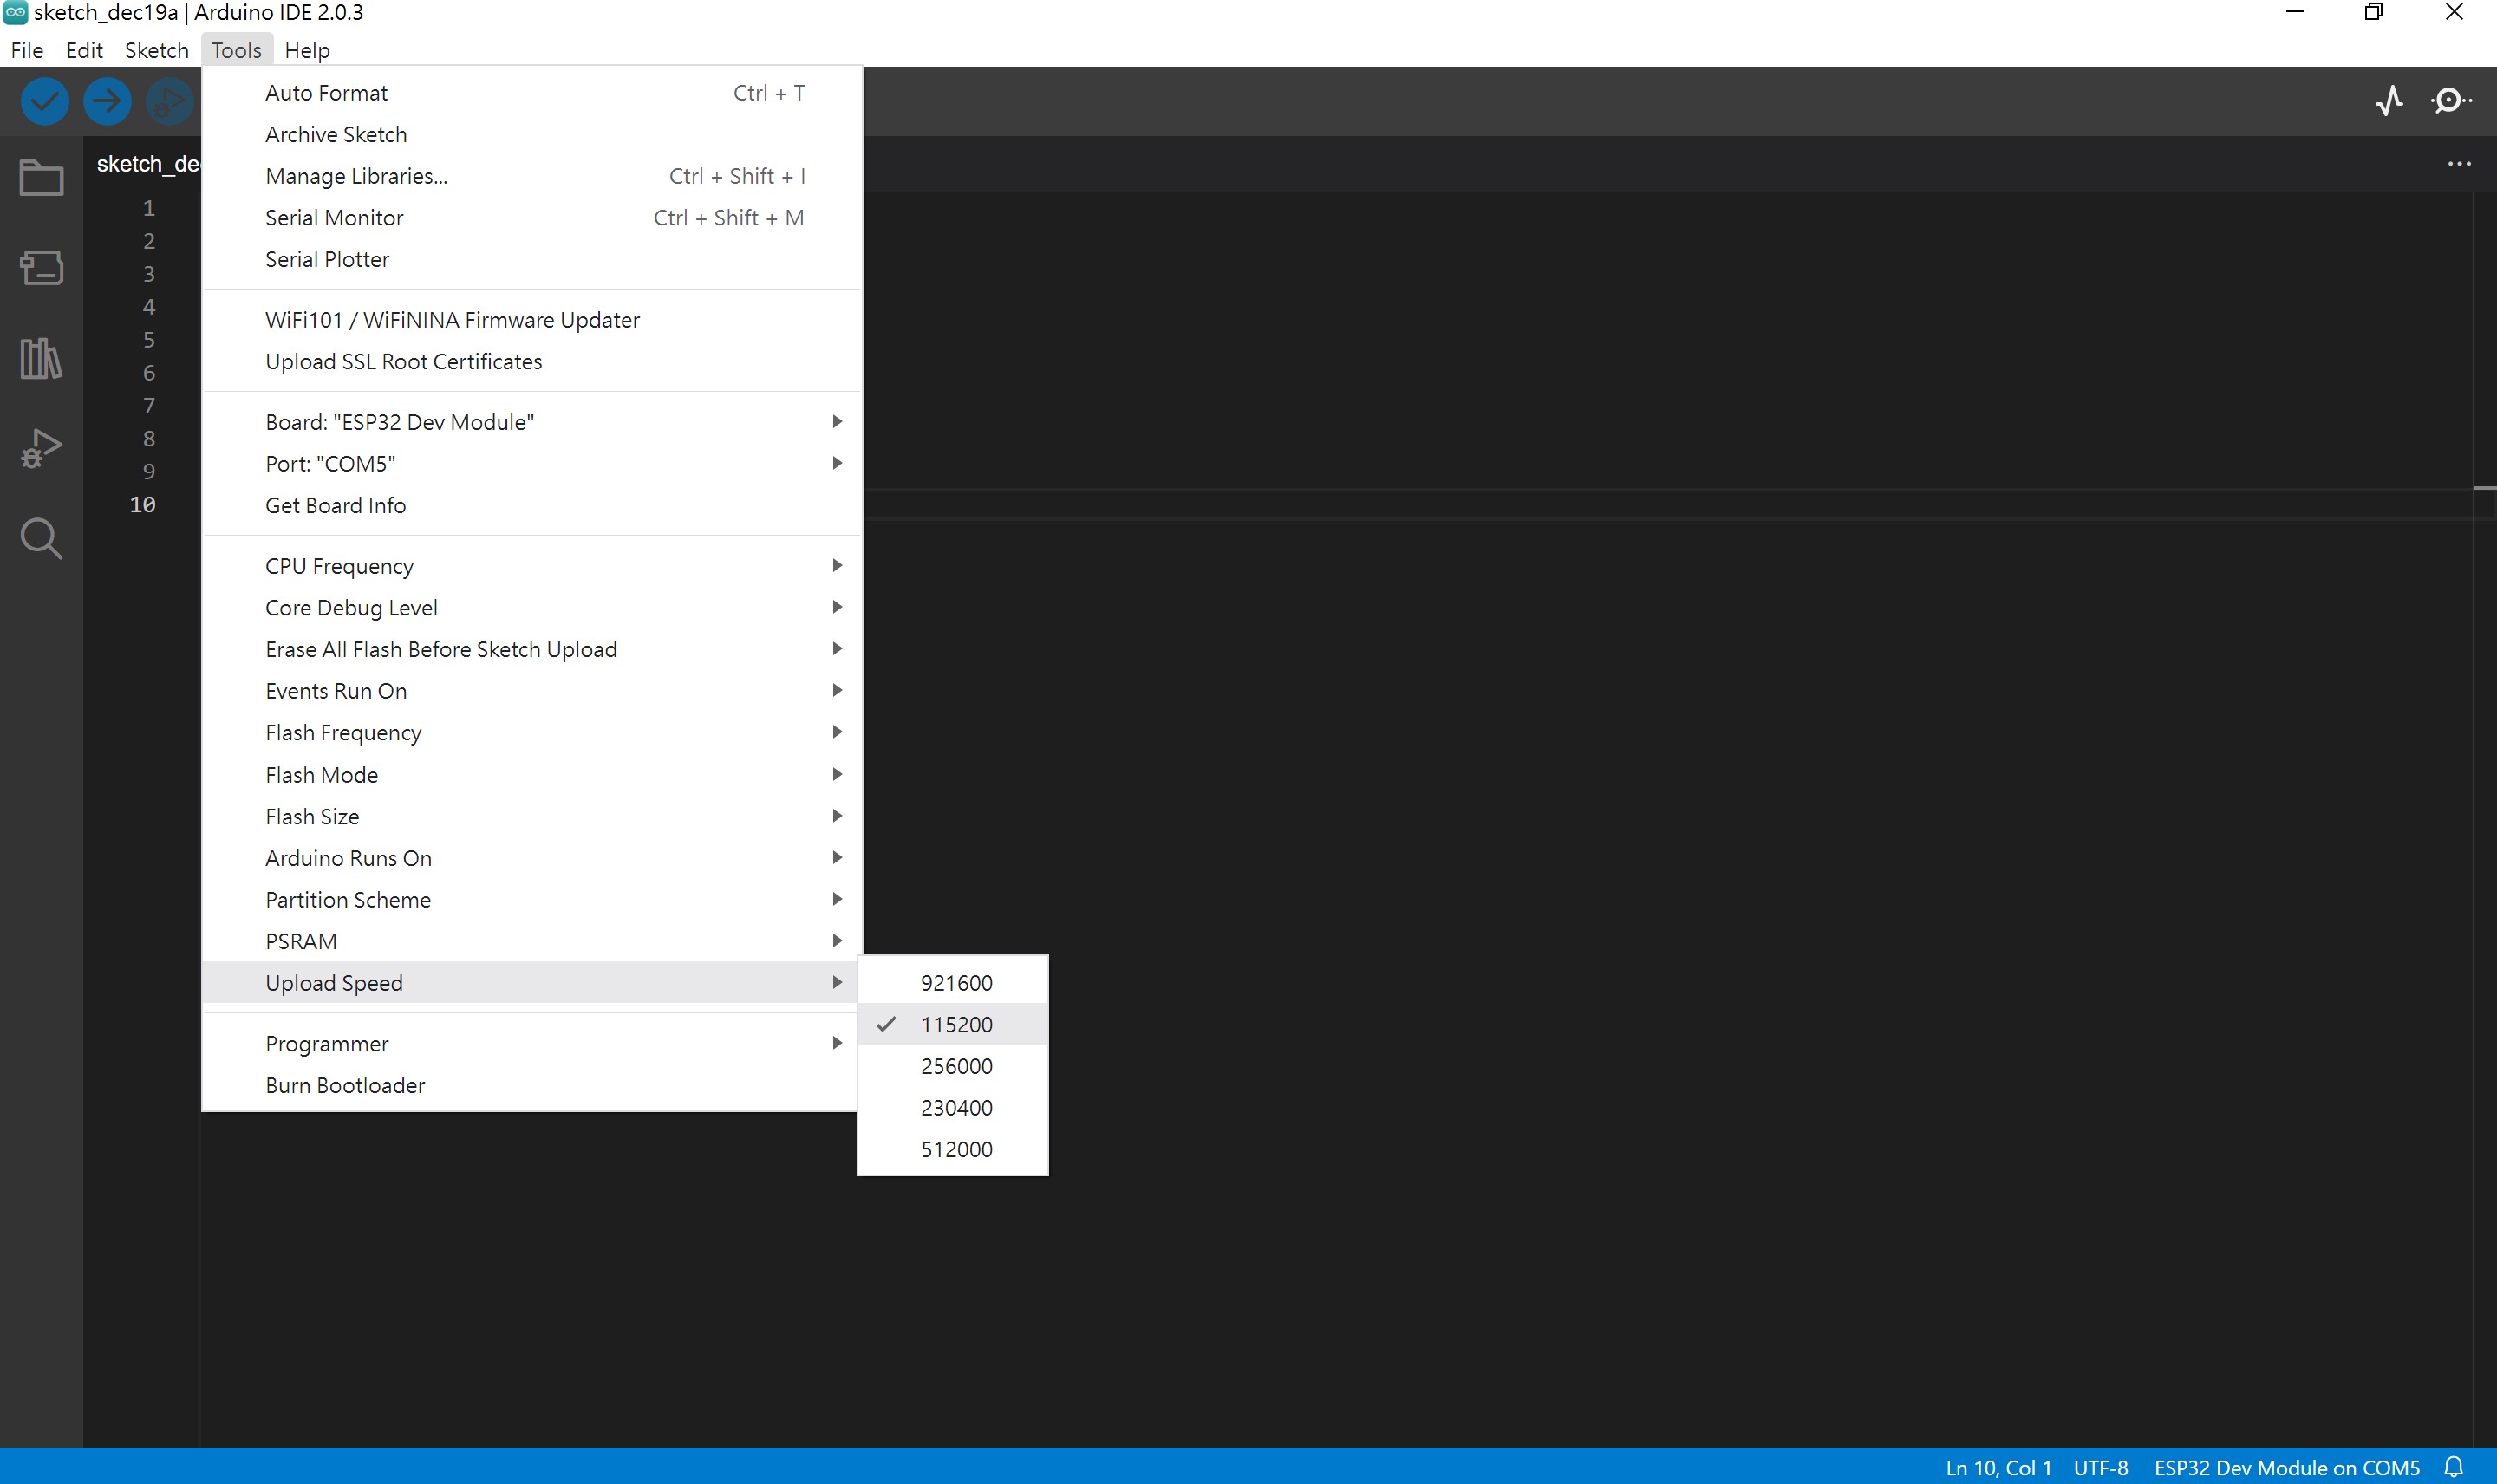 sketch_dec19a | Arduino IDE 2.0.3
File Edit Sketch Tools Help
Auto Format Ctrl + T
Archive Sketch
Manage Libraries... Ctrl + Shift + I
Serial Monitor Ctrl + Shift + M
Serial Plotter
WiFi101 / WiFiNINA Firmware Updater
Upload SSL Root Certificates
Board: "ESP32 Dev Module"
Port: "COM5"
Get Board Info
CPU Frequency
Core Debug Level
Erase All Flash Before Sketch Upload
Events Run On
Flash Frequency
Flash Mode
Flash Size
Arduino Runs On
Partition Scheme
PSRAM
Upload Speed
Programmer
Burn Bootloader
921600
115200
256000
230400
512000
sketch_de
1
2
3
4
5
6
7
8
9
10
Ln 10, Col 1 UTF-8 ESP32 Dev Module on COM5